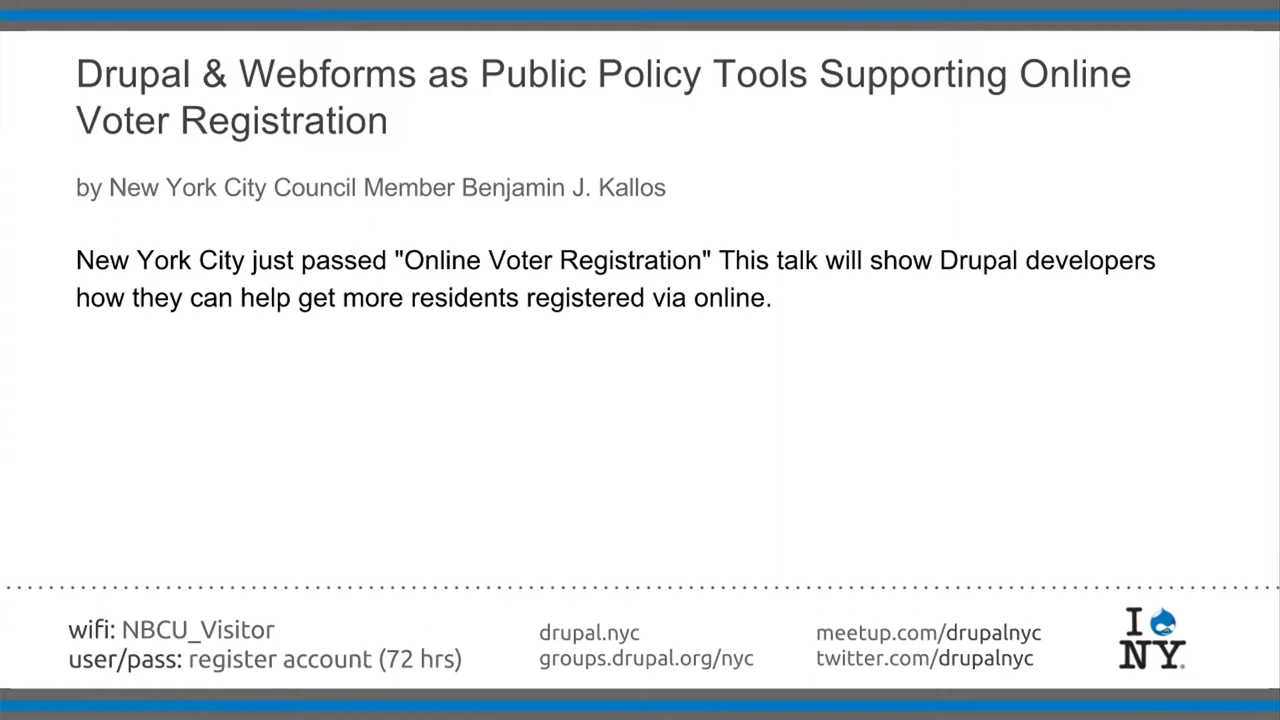 Drupal & Webforms as Public Policy Tools Supporting Online
Voter Registration
by New York City Council Member Benjamin J. Kallos
New York City just passed "Online Voter Registration" This talk will show Drupal developers
how they can help get more residents registered via online.
wifi: NBCU_Visitor
user/pass: register account (72 hrs)
drupal.nyc
groups.drupal.org/nyc
meetup.com/drupalnyc
twitter.com/drupalnyc
I
NY